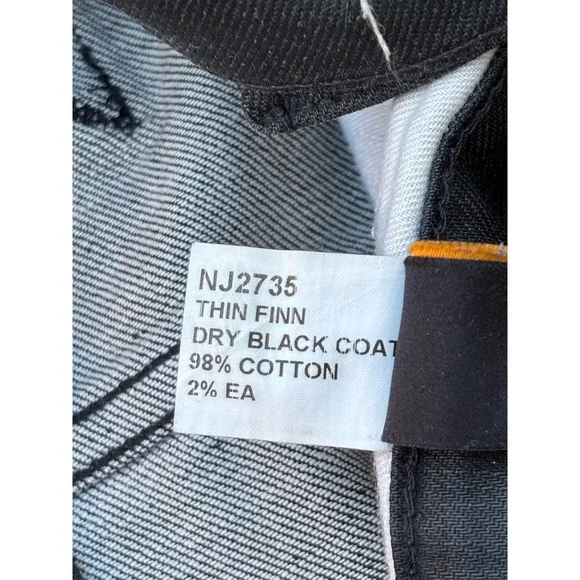 NJ2735
THIN FINN
DRY BLACK COAT
98% COTTON
2% EA